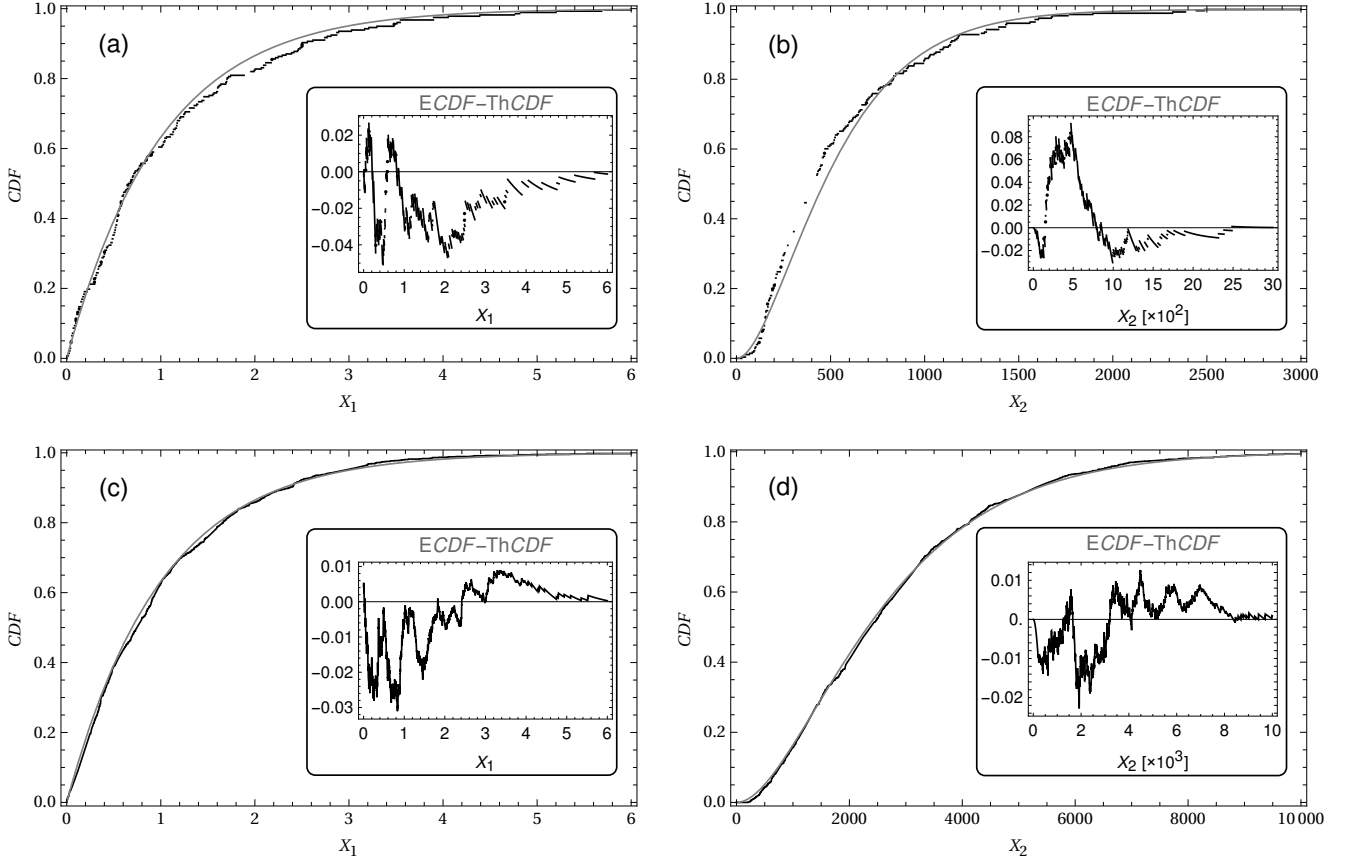 (a)
CDF
1.0
0.8
0.6
0.4
0.2
0.0
0 1 2 3 4 5 6
X1
ECDF−ThCDF
0.02
0.00
−0.02
−0.04
0 1 2 3 4 5 6
X1
(b)
CDF
1.0
0.8
0.6
0.4
0.2
0.0
0 500 1000 1500 2000 2500 3000
X2
ECDF−ThCDF
0.08
0.06
0.04
0.02
0.00
−0.02
0 5 10 15 20 25 30
X2 [×10²]
(c)
CDF
1.0
0.8
0.6
0.4
0.2
0.0
0 1 2 3 4 5 6
X1
ECDF−ThCDF
0.01
0.00
−0.01
−0.02
−0.03
0 1 2 3 4 5 6
X1
(d)
CDF
1.0
0.8
0.6
0.4
0.2
0.0
0 2000 4000 6000 8000 10000
X2
ECDF−ThCDF
0.01
0.
−0.01
−0.02
0 2 4 6 8 10
X2 [×10³]